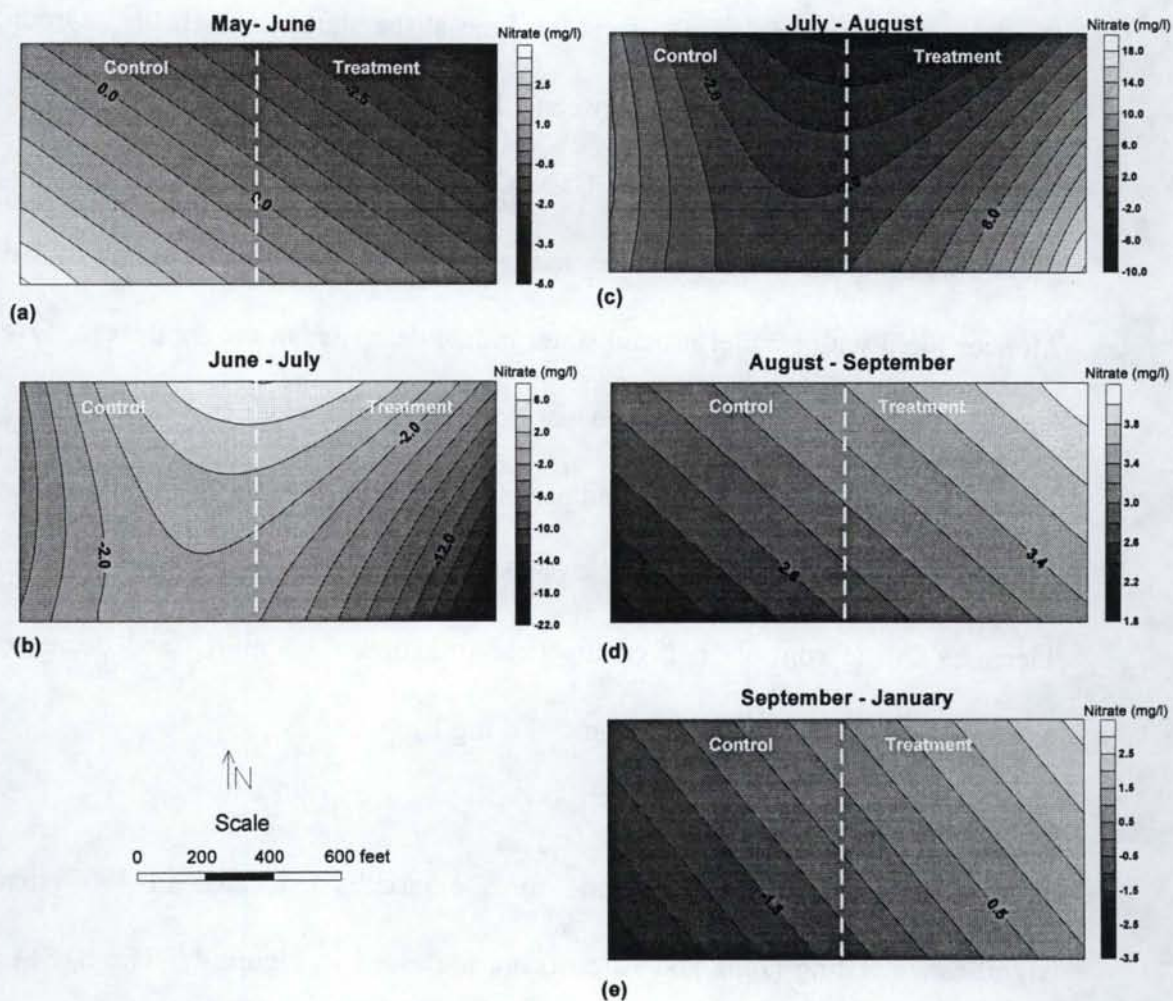 May- June
Nitrate (mg/l)
Control
Treatment
0.0
-2.5
0.0
2.5
1.0
-0.5
-2.0
-3.5
-5.0
(a)
July - August
Nitrate (mg/l)
Control
Treatment
-2.0
6.0
18.0
14.0
10.0
6.0
2.0
-2.0
-6.0
-10.0
(c)
June - July
Nitrate (mg/l)
Control
Treatment
-2.0
-2.0
-12.0
6.0
2.0
-2.0
-6.0
-10.0
-14.0
-18.0
-22.0
(b)
August - September
Nitrate (mg/l)
Control
Treatment
3.4
3.8
3.4
3.0
2.6
2.2
1.8
(d)
September - January
Nitrate (mg/l)
Control
Treatment
-1.5
0.5
2.5
1.5
0.5
-0.5
-1.5
-2.5
-3.5
(e)
N
Scale
0 200 400 600 feet